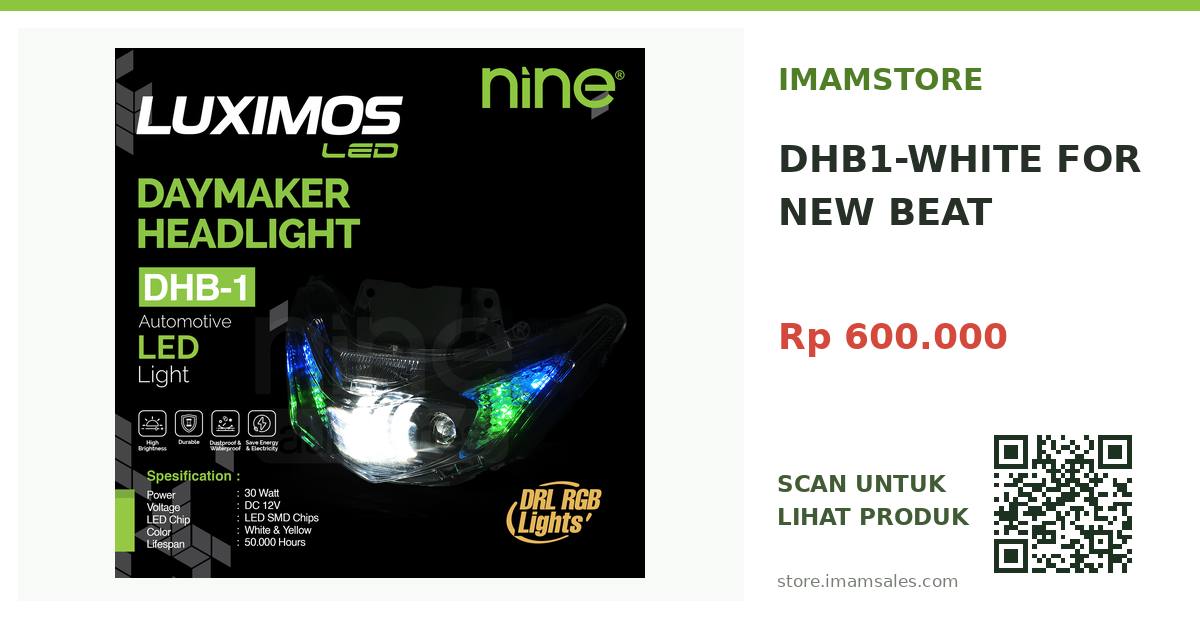 nine®
LUXIMOS
LED
DAYMAKER
HEADLIGHT
DHB-1
Automotive
LED
Light
High Brightness
Durable
Dustproof & Waterproof
Save Energy & Electricity
Spesification :
Power : 30 Watt
Voltage : DC 12V
LED Chip : LED SMD Chips
Color : White & Yellow
Lifespan : 50.000 Hours
DRL RGB
Lights'
nine
IMAMSTORE
DHB1-WHITE FOR
NEW BEAT
Rp 600.000
SCAN UNTUK
LIHAT PRODUK
store.imamsales.com